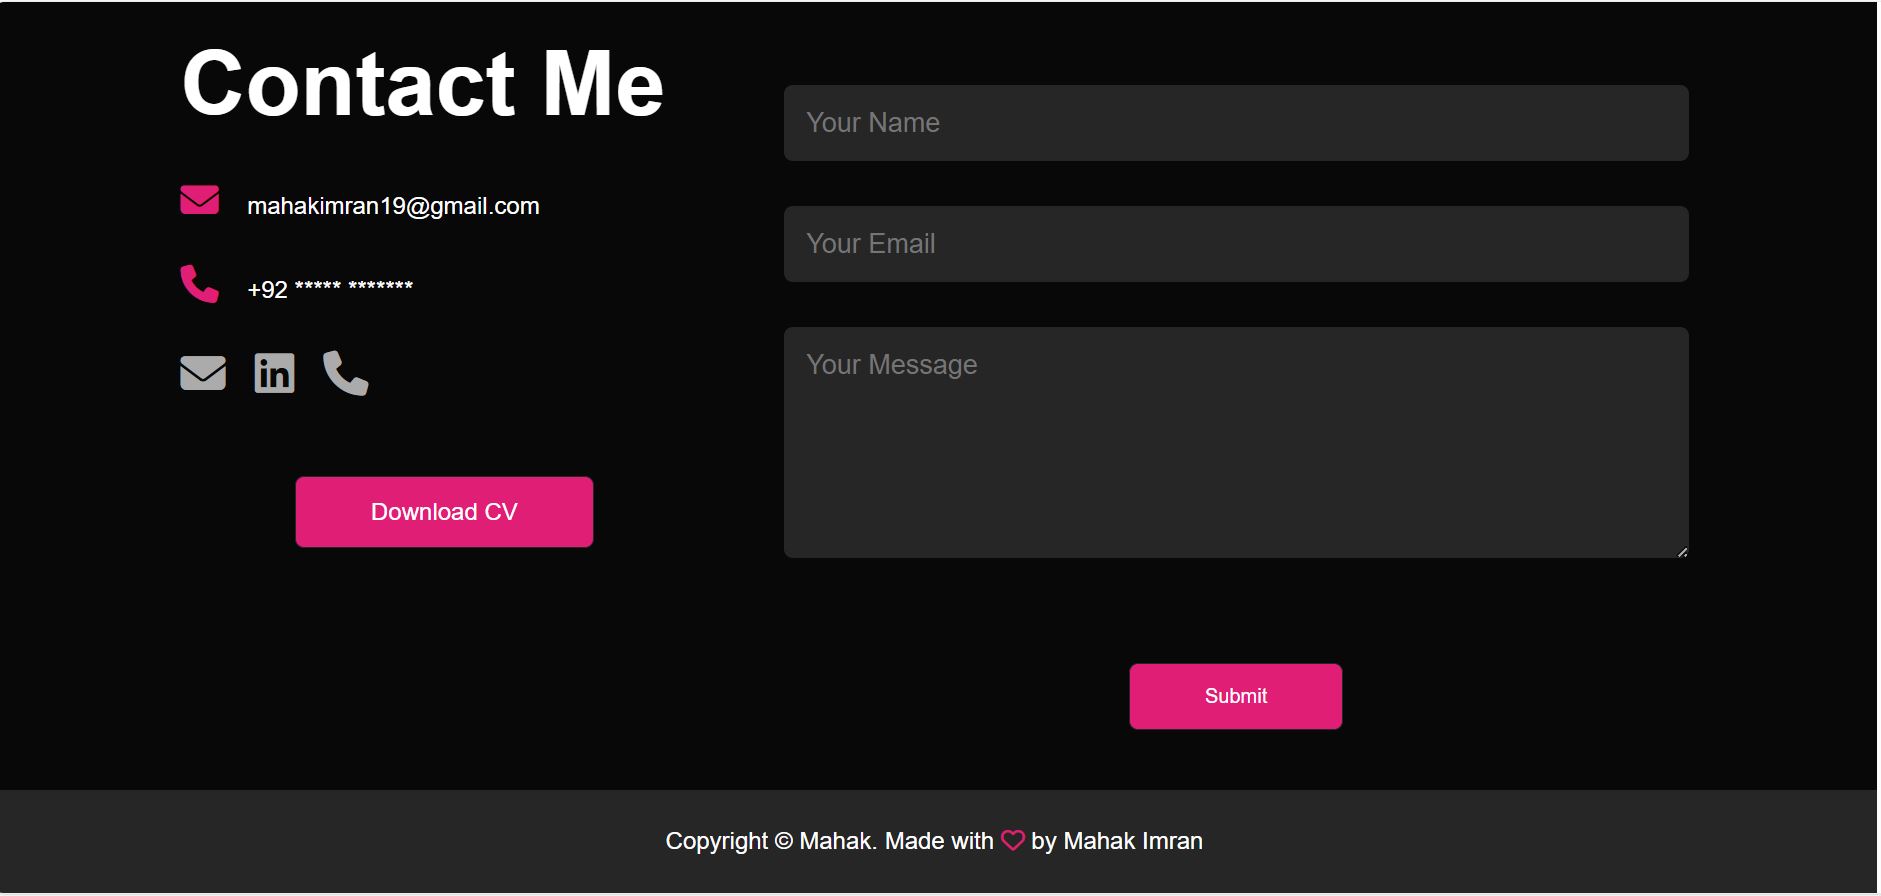 Contact Me
mahakimran19@gmail.com
+92 ***** *******
in
Download CV
Your Name
Your Email
Your Message
Submit
Copyright © Mahak. Made with by Mahak Imran